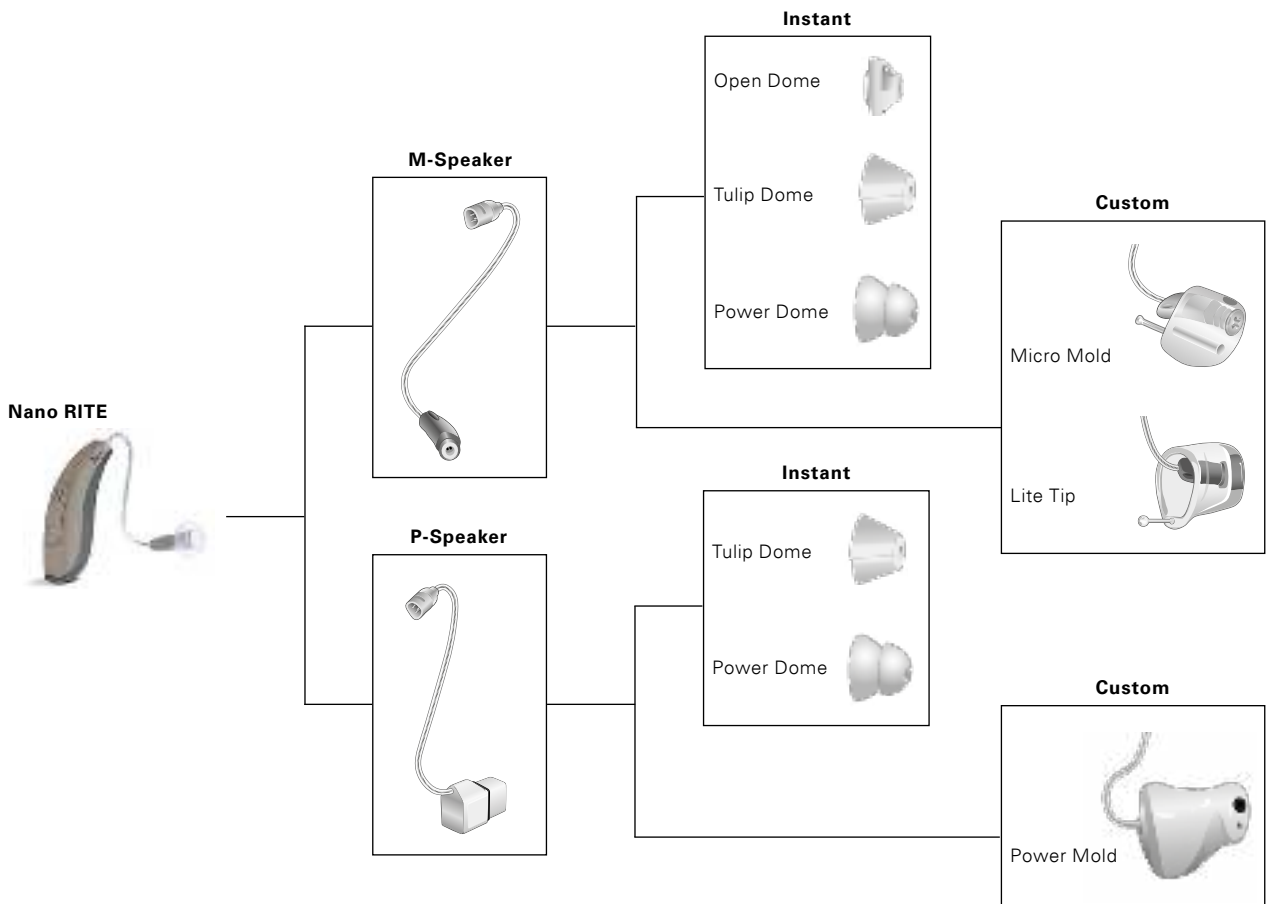 Nano RITE
M-Speaker
Instant
Open Dome
Tulip Dome
Power Dome
Custom
Micro Mold
Lite Tip
P-Speaker
Instant
Tulip Dome
Power Dome
Custom
Power Mold